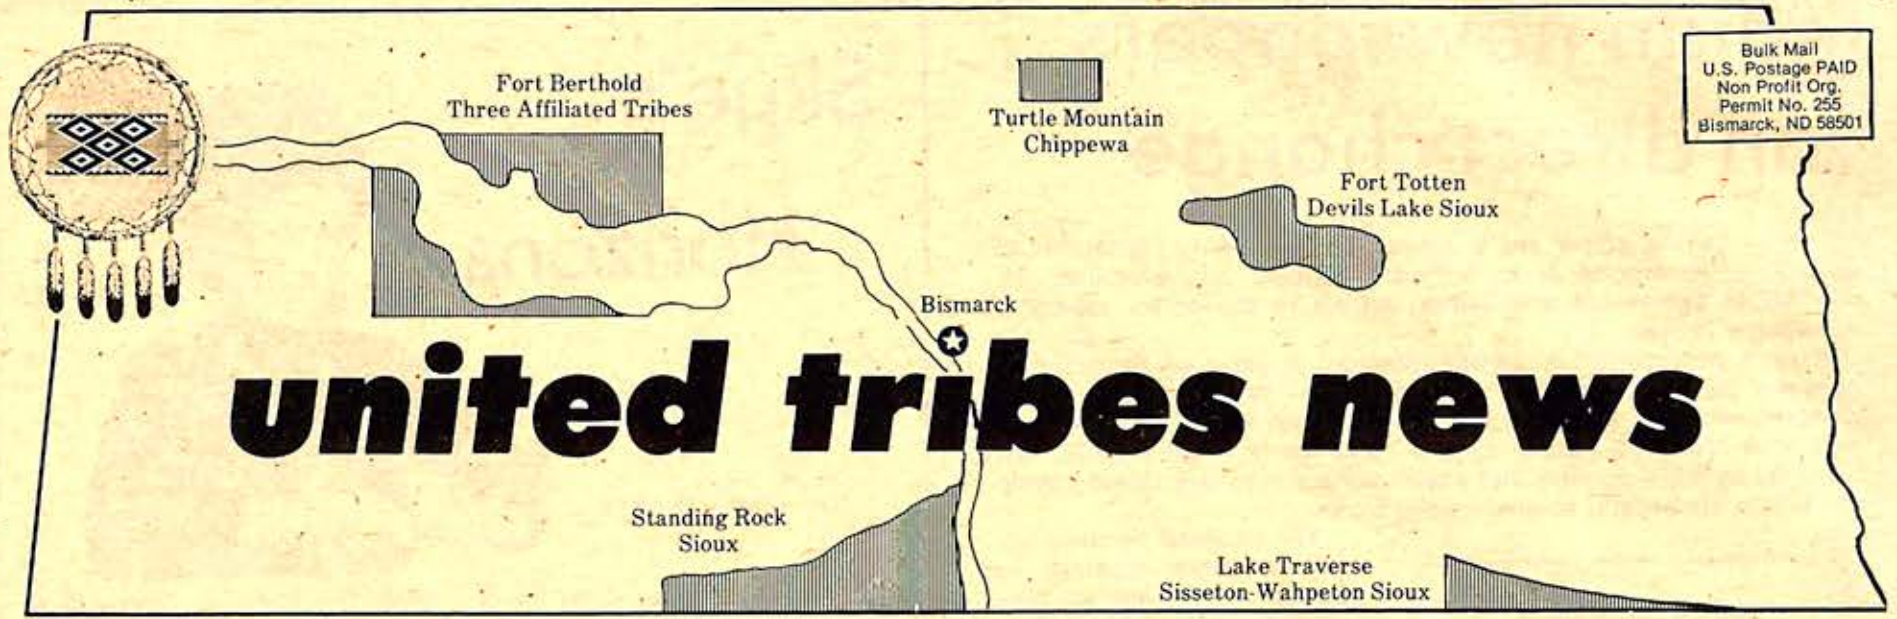 Fort Berthold
Three Affiliated Tribes
Turtle Mountain
Chippewa
Bulk Mail
U.S. Postage PAID
Non Profit Org.
Permit No. 255
Bismarck, ND 58501
Fort Totten
Devils Lake Sioux
Bismarck
united tribes news
Standing Rock
Sioux
Lake Traverse
Sisseton-Wahpeton Sioux